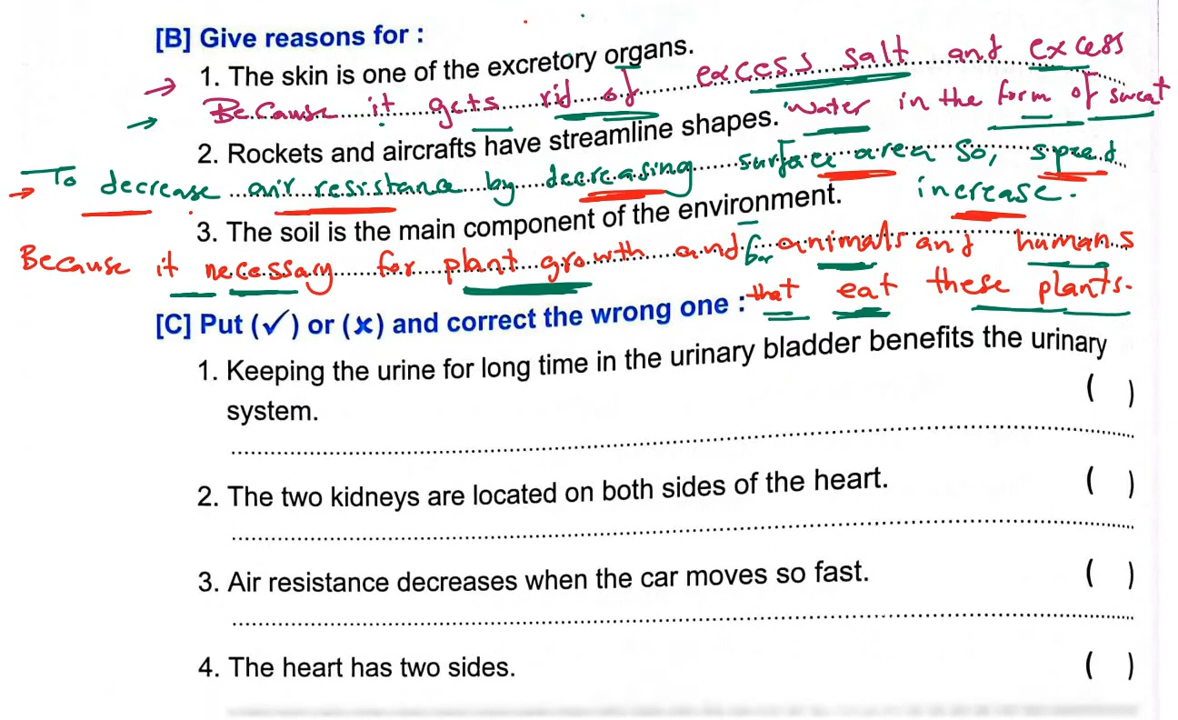 [B] Give reasons for :
1. The skin is one of the excretory organs.
Because it gets rid of excess salt and excess
water in the form of sweat
2. Rockets and aircrafts have streamline shapes.
To decrease air resistance by decreasing surface area so, speed
increase.
3. The soil is the main component of the environment.
Because it necessary for plant growth and for animals and humans
that eat these plants.
[C] Put (✓) or (x) and correct the wrong one :
1. Keeping the urine for long time in the urinary bladder benefits the urinary
system. ( )
2. The two kidneys are located on both sides of the heart. ( )
3. Air resistance decreases when the car moves so fast. ( )
4. The heart has two sides. ( )